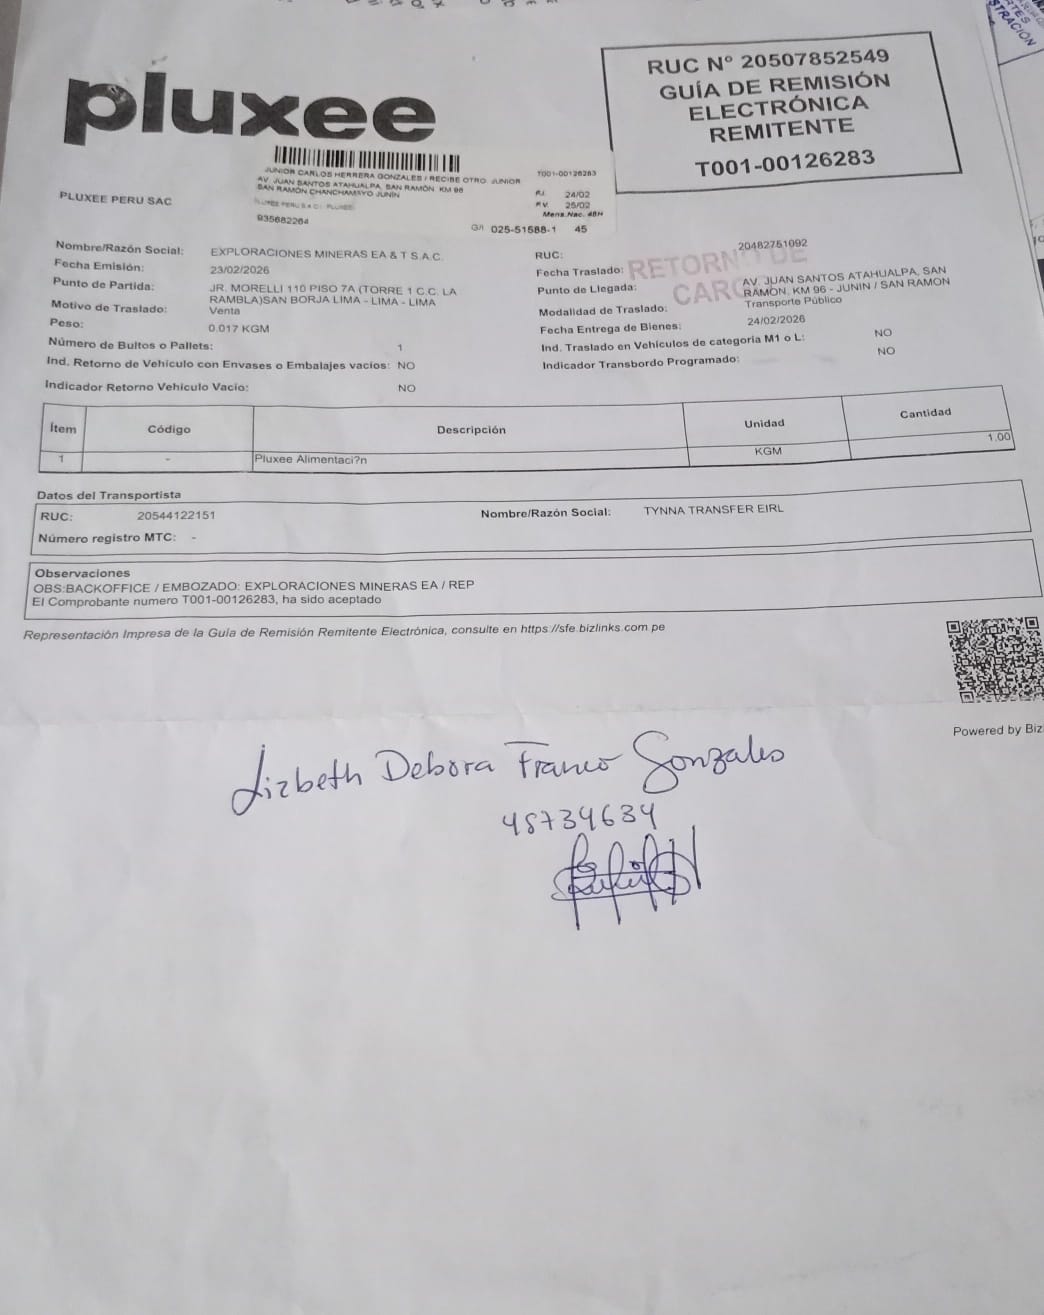 pluxee
RUC N° 20507852549
GUÍA DE REMISIÓN
ELECTRÓNICA
REMITENTE
T001-00126283
JUNIOR CARLOS HERRERA GONZALES / RECIBE OTRO: JUNIOR
AV. JUAN SANTOS ATAHUALPA, SAN RAMÓN, KM 96
SAN RAMON CHANCHAMAYO JUNIN
T001-00126283
24/02
25/02
Mens.Nac. 48H
PLUXEE PERU S.A.C / PLUXEE
935682264
G/I 025-51588-1 45
PLUXEE PERU SAC
Nombre/Razón Social: EXPLORACIONES MINERAS EA & T S.A.C. RUC: 20482751092
Fecha Emisión: 23/02/2026 Fecha Traslado:
RETORNO DE
CARGO
Punto de Partida: JR. MORELLI 110 PISO 7A (TORRE 1 C.C. LA
RAMBLA)SAN BORJA LIMA - LIMA - LIMA
Punto de Llegada: AV. JUAN SANTOS ATAHUALPA, SAN
RAMÓN, KM 96 - JUNIN / SAN RAMON
Motivo de Traslado: Venta Modalidad de Traslado: Transporte Público
Peso: 0.017 KGM Fecha Entrega de Bienes: 24/02/2026
Número de Bultos o Pallets: 1 Ind. Traslado en Vehículos de categoría M1 o L: NO
Ind. Retorno de Vehículo con Envases o Embalajes vacíos: NO Indicador Transbordo Programado: NO
Indicador Retorno Vehículo Vacío: NO
Ítem Código Descripción Unidad Cantidad
1 - Pluxee Alimentaci?n KGM 1.00
Datos del Transportista
RUC: 20544122151 Nombre/Razón Social: TYNNA TRANSFER EIRL
Número registro MTC: -
Observaciones
OBS:BACKOFFICE / EMBOZADO: EXPLORACIONES MINERAS EA / REP
El Comprobante numero T001-00126283, ha sido aceptado
Representación Impresa de la Guía de Remisión Remitente Electrónica, consulte en https://sfe.bizlinks.com.pe
Powered by Biz
Lizbeth Debora Franco Gonzales
48734634